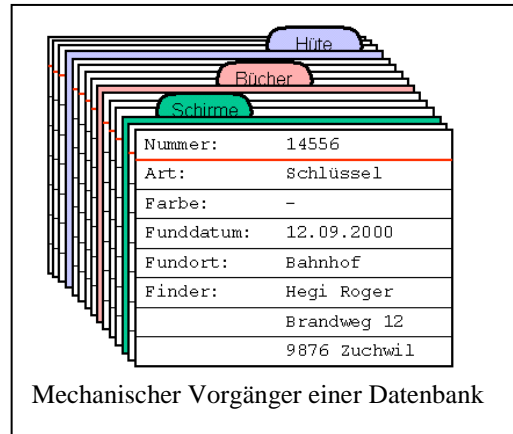 Hüte
Bücher
Schirme
Nummer: 14556
Art: Schlüssel
Farbe: -
Funddatum: 12.09.2000
Fundort: Bahnhof
Finder: Hegi Roger
Brandweg 12
9876 Zuchwil
Mechanischer Vorgänger einer Datenbank